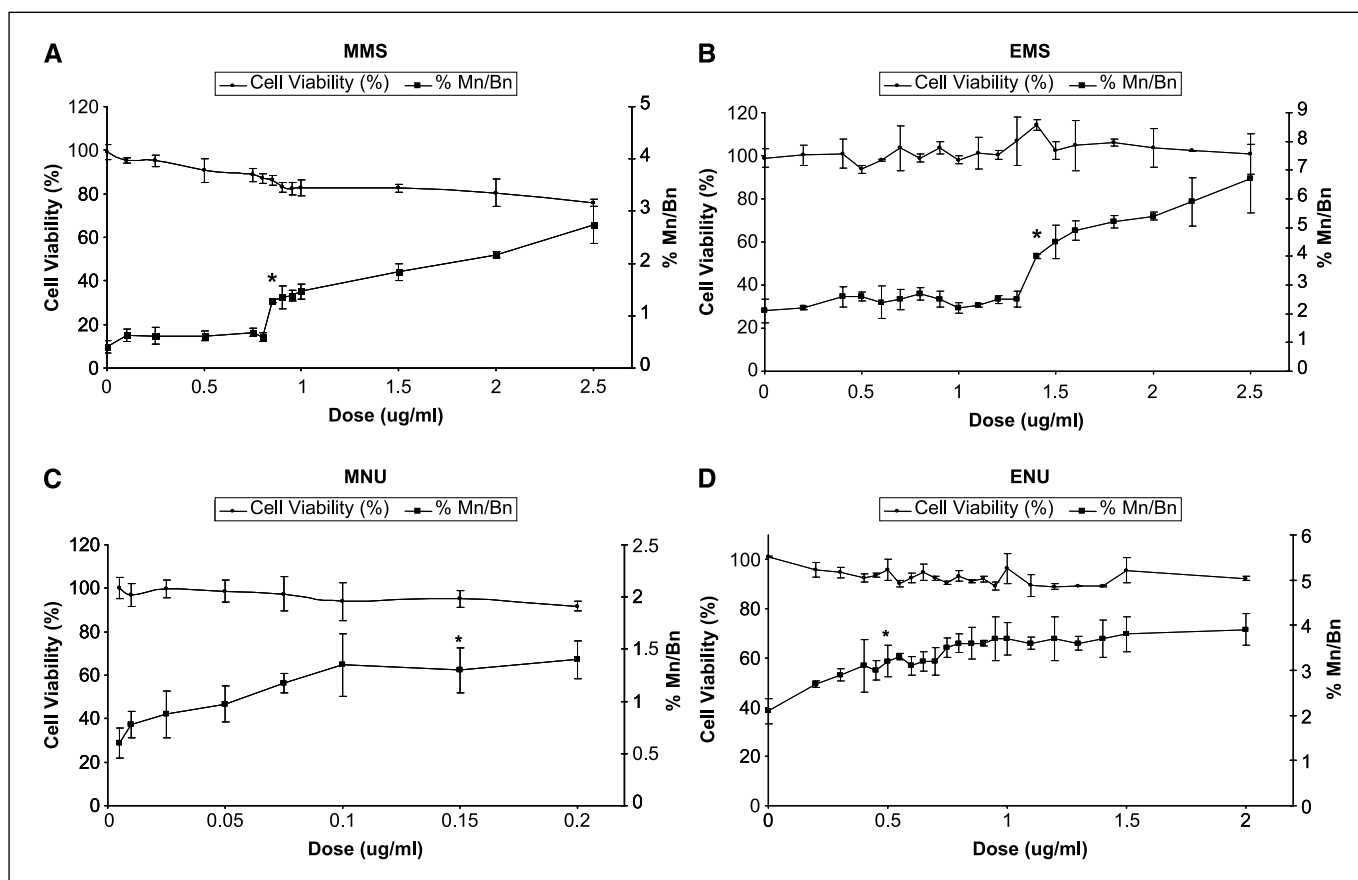 A
MMS
Cell Viability (%) % Mn/Bn
120
100
80
60
40
20
0
Cell Viability (%)
5
4
3
2
1
0
% Mn/Bn
*
0 0.5 1 1.5 2 2.5
Dose (ug/ml)
B
EMS
Cell Viability (%) % Mn/Bn
120
100
80
60
40
20
0
Cell Viability (%)
9
8
7
6
5
4
3
2
1
0
% Mn/Bn
*
0 0.5 1 1.5 2 2.5
Dose (ug/ml)
C
MNU
Cell Viability (%) % Mn/Bn
120
100
80
60
40
20
0
Cell Viability (%)
2.5
2
1.5
1
0.5
0
% Mn/Bn
*
0 0.05 0.1 0.15 0.2
Dose (ug/ml)
D
ENU
Cell Viability (%) % Mn/Bn
100
80
60
40
20
0
Cell Viability (%)
6
5
4
3
2
1
0
% Mn/Bn
*
0 0.5 1 1.5 2
Dose (ug/ml)